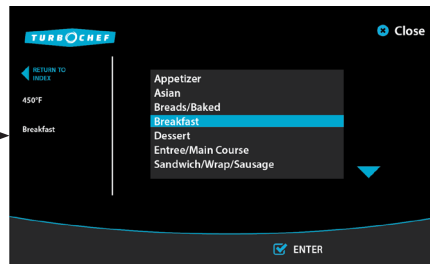 TURBOCHEF
Close
RETURN TO
INDEX
450°F
Breakfast
Appetizer
Asian
Breads/Baked
Breakfast
Dessert
Entree/Main Course
Sandwich/Wrap/Sausage
ENTER